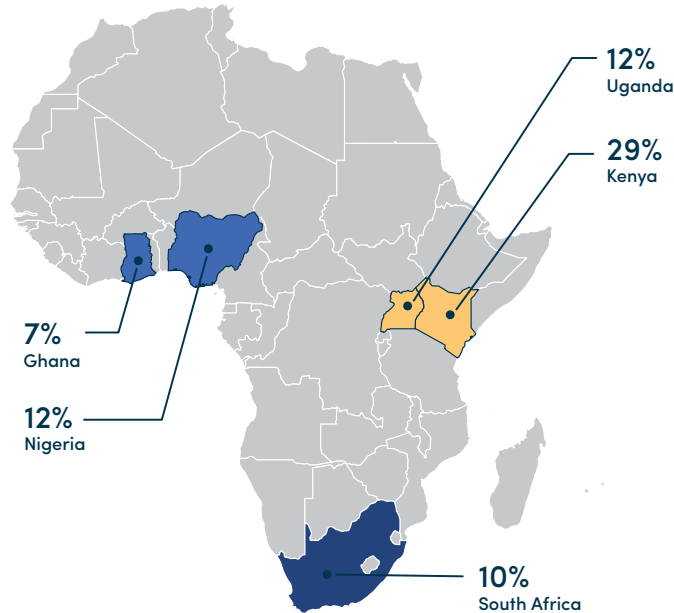 12%
Uganda
29%
Kenya
7%
Ghana
12%
Nigeria
10%
South Africa